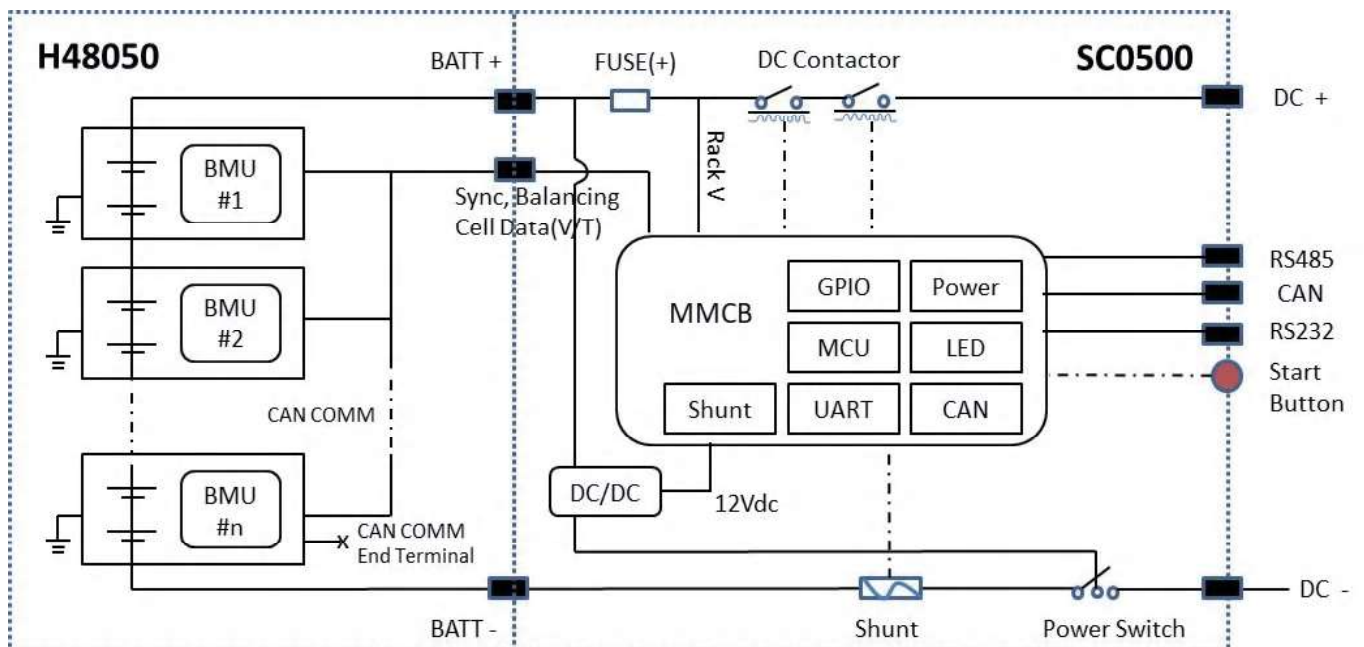 H48050
BATT +
FUSE(+)
DC Contactor
SC0500
DC +
BMU
#1
Rack V
Sync, Balancing
Cell Data(V/T)
BMU
#2
MMCB
GPIO
Power
MCU
LED
Shunt
UART
CAN
RS485
CAN
RS232
Start
Button
CAN COMM
BMU
#n
CAN COMM
End Terminal
x
DC/DC
12Vdc
BATT -
Shunt
Power Switch
DC -